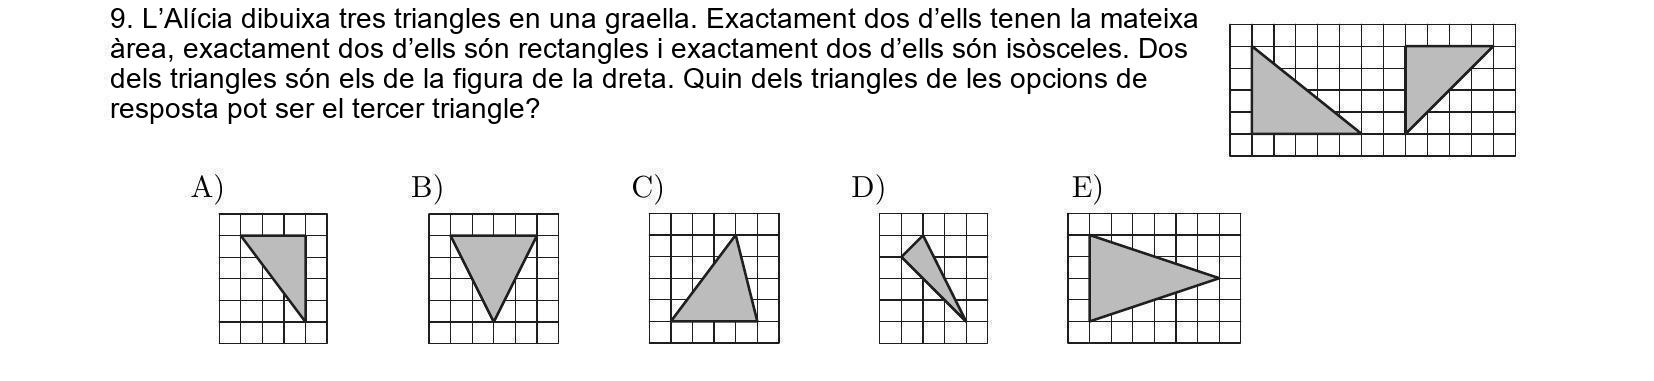 9. L’Alícia dibuixa tres triangles en una graella. Exactament dos d’ells tenen la mateixa
àrea, exactament dos d’ells són rectangles i exactament dos d’ells són isòsceles. Dos
dels triangles són els de la figura de la dreta. Quin dels triangles de les opcions de
resposta pot ser el tercer triangle?
A) B) C) D) E)